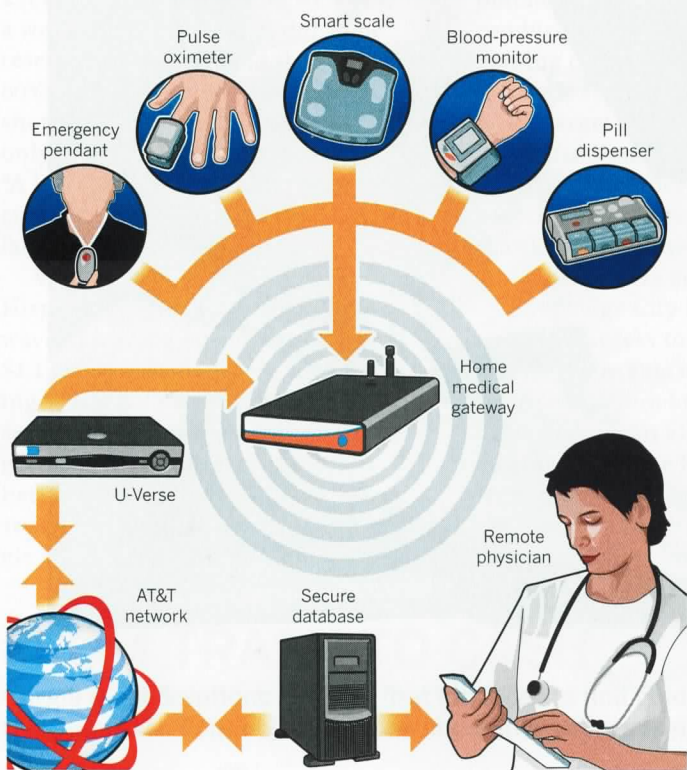 Smart scale
Pulse
oximeter
Blood-pressure
monitor
Emergency
pendant
Pill
dispenser
Home
medical
gateway
U-Verse
Remote
physician
AT&T
network
Secure
database